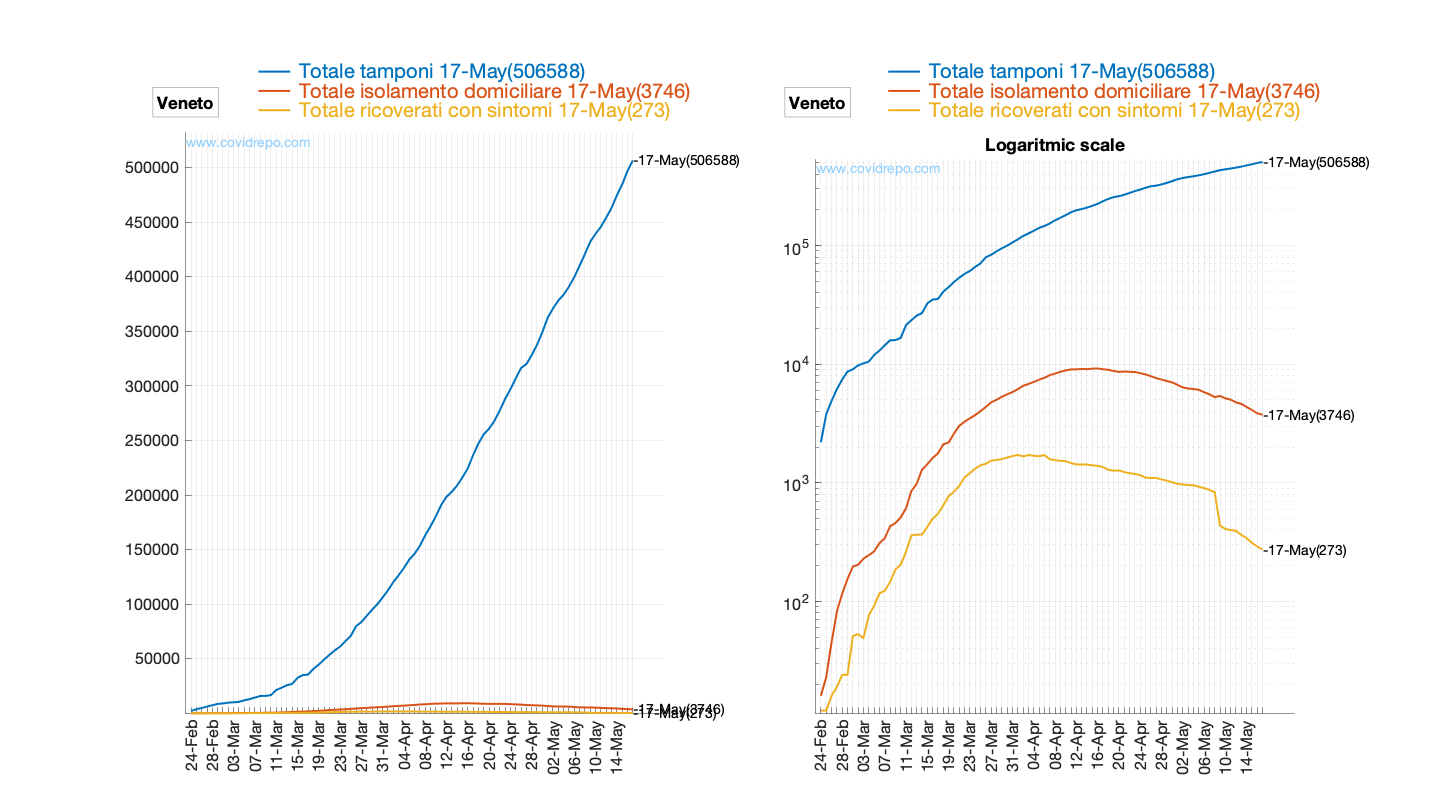 Totale tamponi 17-May(506588)
Totale isolamento domiciliare 17-May(3746)
Totale ricoverati con sintomi 17-May(273)
Veneto
www.covidrepo.com
500000
450000
400000
350000
300000
250000
200000
150000
100000
50000
-17-May(506588)
-17-May(3746)
-17-May(273)
24-Feb
28-Feb
03-Mar
07-Mar
11-Mar
15-Mar
19-Mar
23-Mar
27-Mar
31-Mar
04-Apr
08-Apr
12-Apr
16-Apr
20-Apr
24-Apr
28-Apr
02-May
06-May
10-May
14-May
Totale tamponi 17-May(506588)
Totale isolamento domiciliare 17-May(3746)
Totale ricoverati con sintomi 17-May(273)
Veneto
Logaritmic scale
www.covidrepo.com
10^5
10^4
10^3
10^2
-17-May(506588)
-17-May(3746)
-17-May(273)
24-Feb
28-Feb
03-Mar
07-Mar
11-Mar
15-Mar
19-Mar
23-Mar
27-Mar
31-Mar
04-Apr
08-Apr
12-Apr
16-Apr
20-Apr
24-Apr
28-Apr
02-May
06-May
10-May
14-May